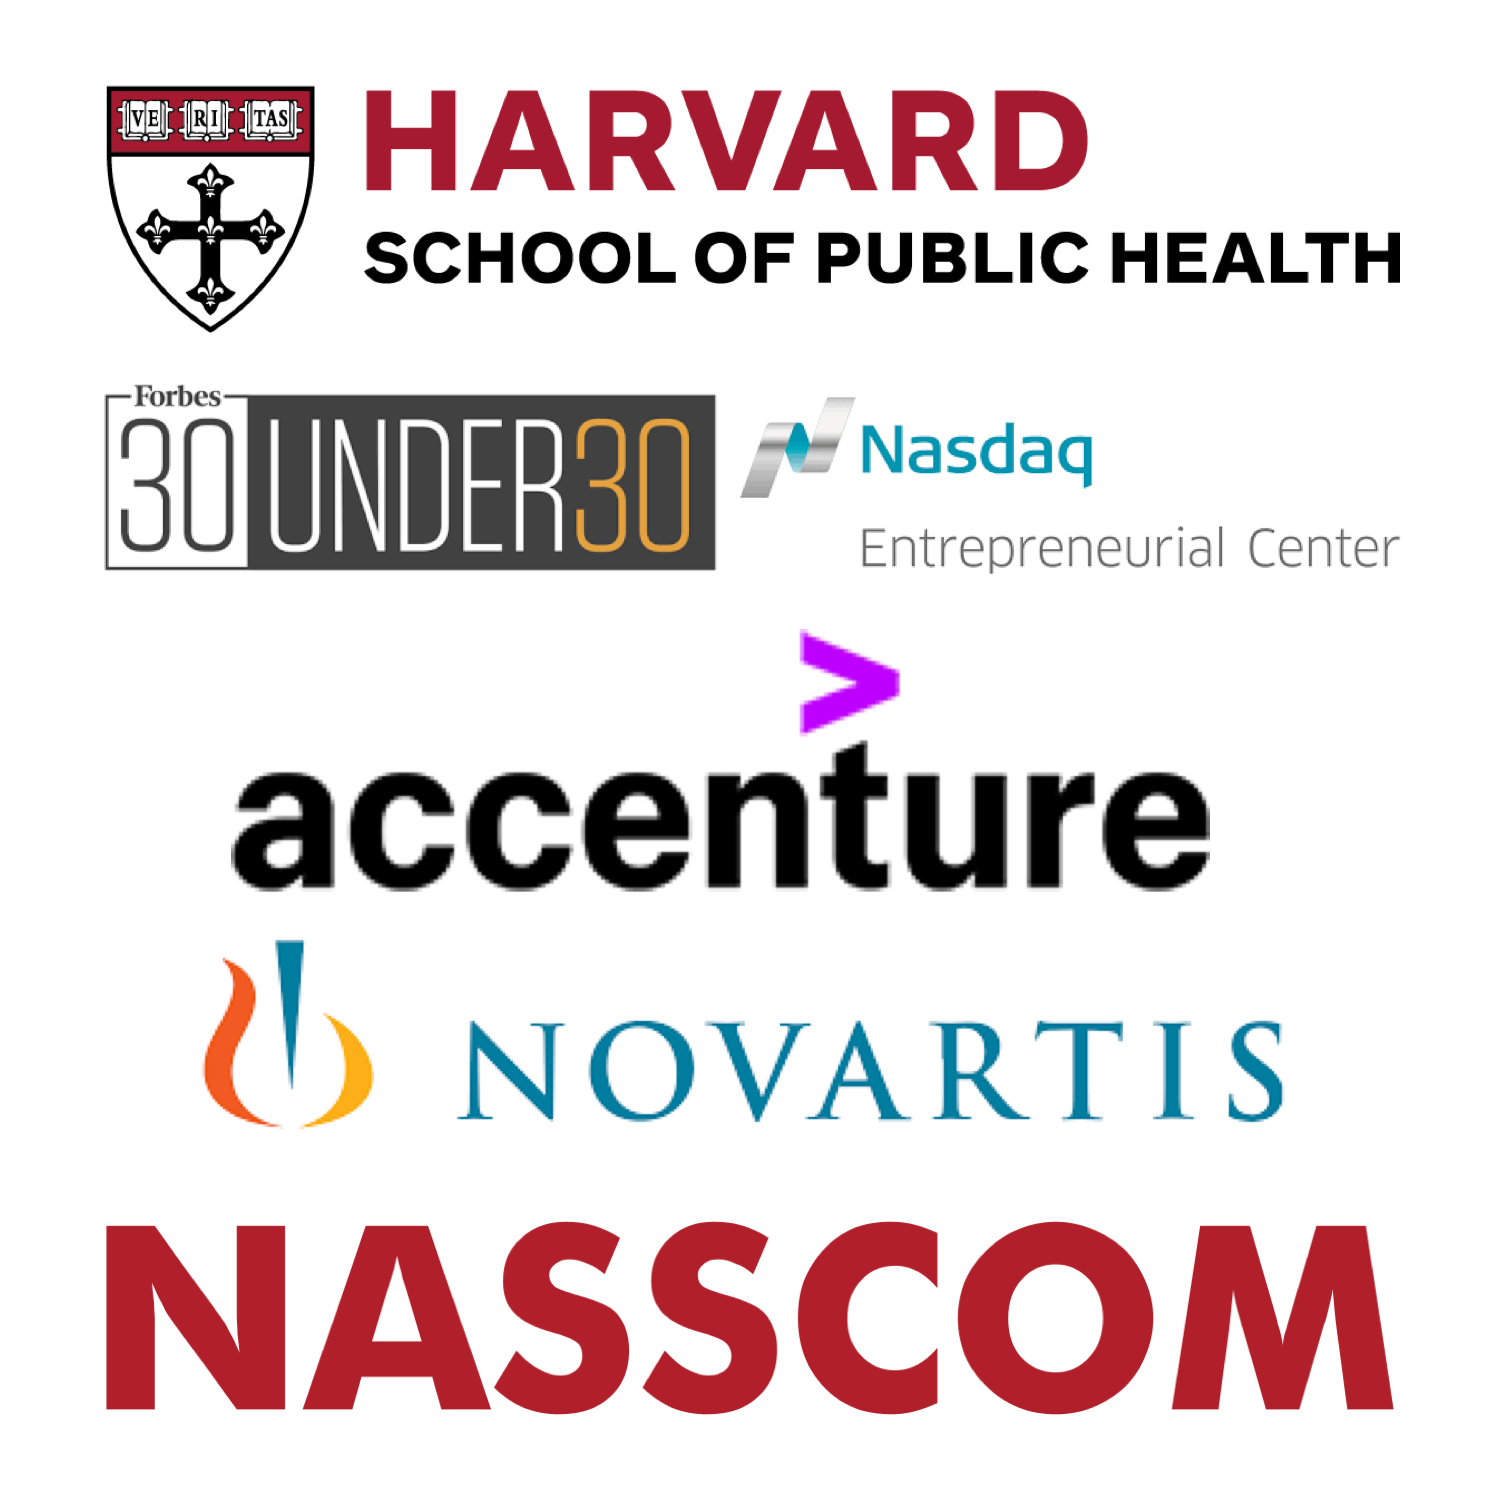 VE RI TAS
HARVARD
SCHOOL OF PUBLIC HEALTH
Forbes
30 UNDER 30
Nasdaq
Entrepreneurial Center
>
accenture
NOVARTIS
NASSCOM